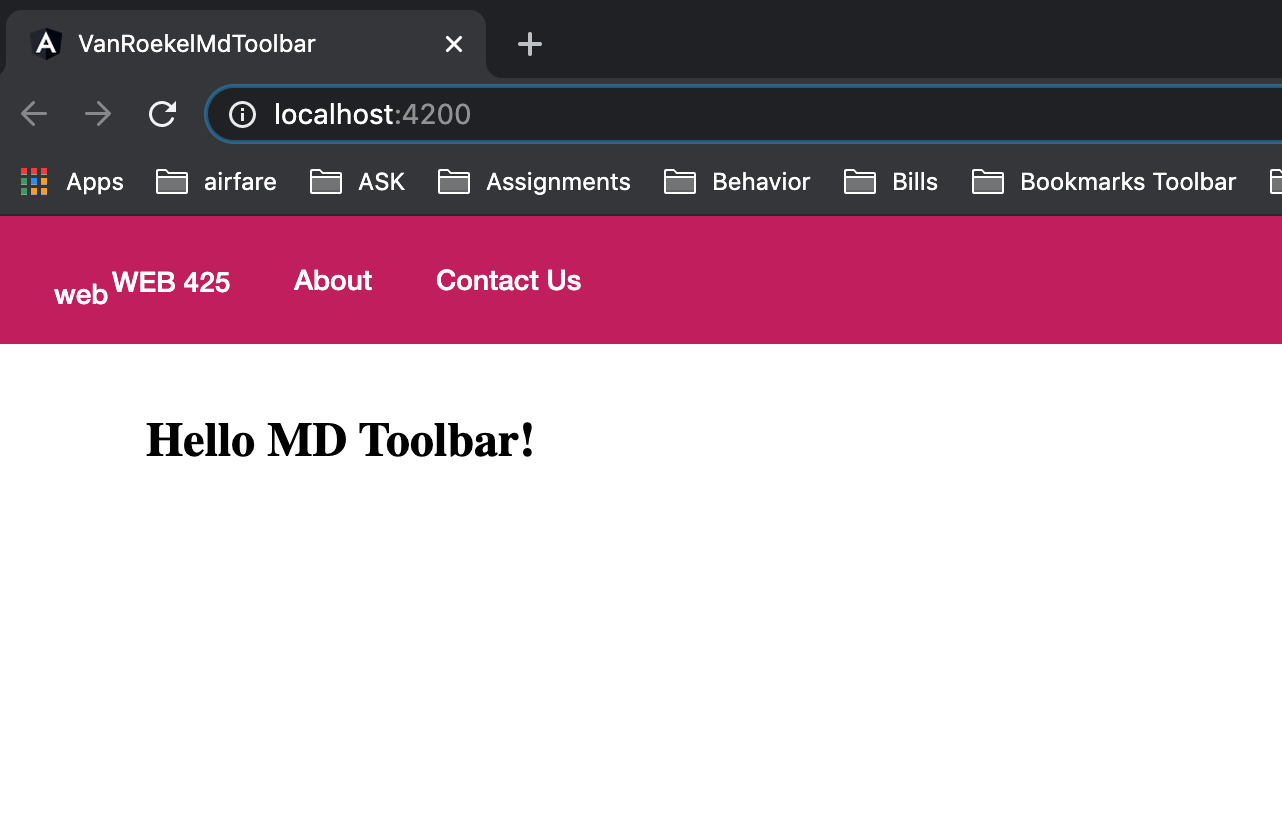 VanRoekelMdToolbar
localhost:4200
Apps airfare ASK Assignments Behavior Bills Bookmarks Toolbar
web WEB 425 About Contact Us
Hello MD Toolbar!